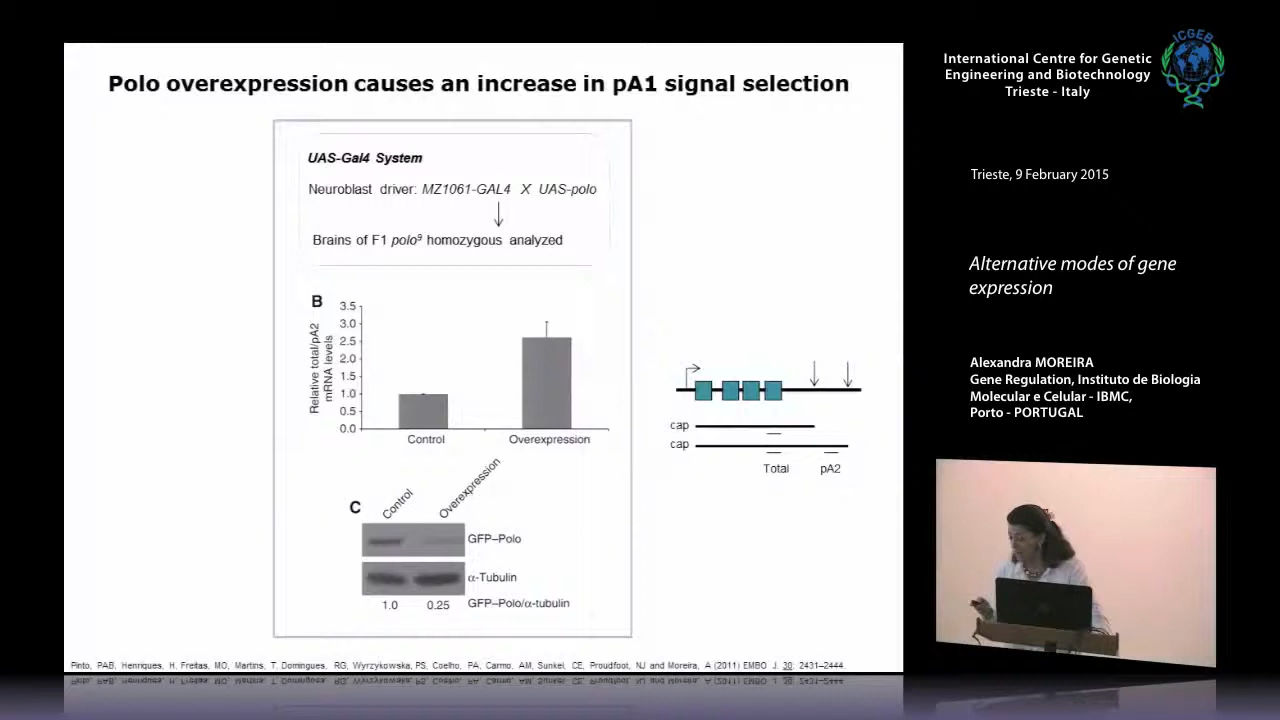 Polo overexpression causes an increase in pA1 signal selection
UAS-Gal4 System
Neuroblast driver: MZ1061-GAL4 X UAS-polo
Brains of F1 polo⁹ homozygous analyzed
B
Relative total/pA2
mRNA levels
3.5
3.0
2.5
2.0
1.5
1.0
0.5
0.0
Control
Overexpression
C
Control
Overexpression
GFP–Polo
α-Tubulin
1.0
0.25
GFP–Polo/α-tubulin
cap
cap
Total
pA2
Pinto, PAB, Henriques, H, Freitas, MO, Martins, T, Domingues, RG, Wyrzykowska, PS, Coelho, PA, Carmo, AM, Sunkel, CE, Proudfoot, NJ and Moreira, A (2011) EMBO J. 30: 2431–2444.
International Centre for Genetic
Engineering and Biotechnology
Trieste - Italy
ICGEB
Trieste, 9 February 2015
Alternative modes of gene
expression
Alexandra MOREIRA
Gene Regulation, Instituto de Biologia
Molecular e Celular - IBMC,
Porto - PORTUGAL